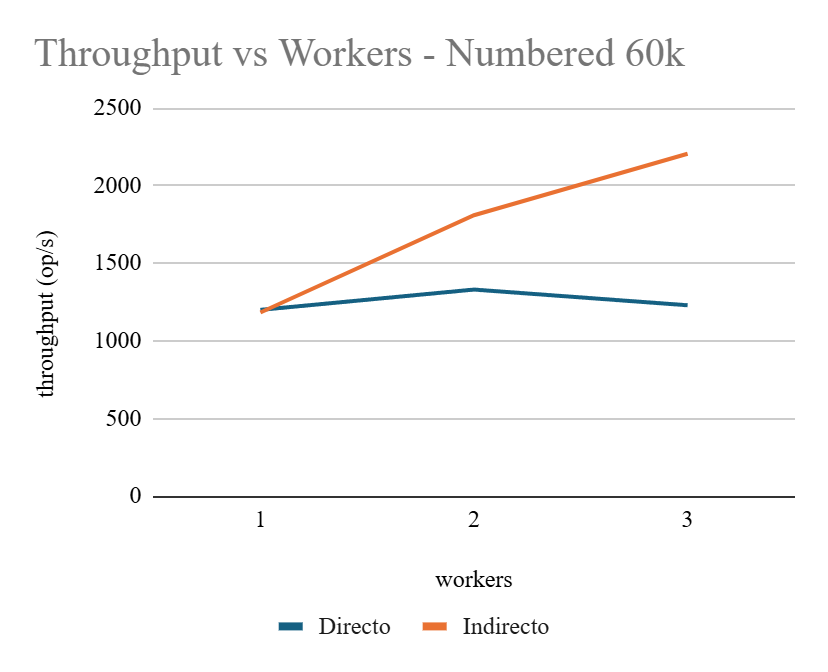 Throughput vs Workers - Numbered 60k
2500
2000
1500
1000
500
0
throughput (op/s)
1 2 3
workers
Directo Indirecto